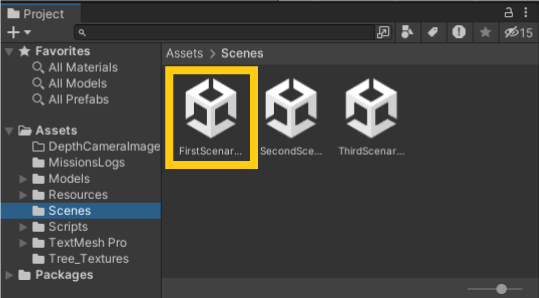 Project
15
Favorites
All Materials
All Models
All Prefabs
Assets
DepthCameraImage
MissionsLogs
Models
Resources
Scenes
Scripts
TextMesh Pro
Tree_Textures
Packages
Assets > Scenes
FirstScenar... SecondSce... ThirdScenar...